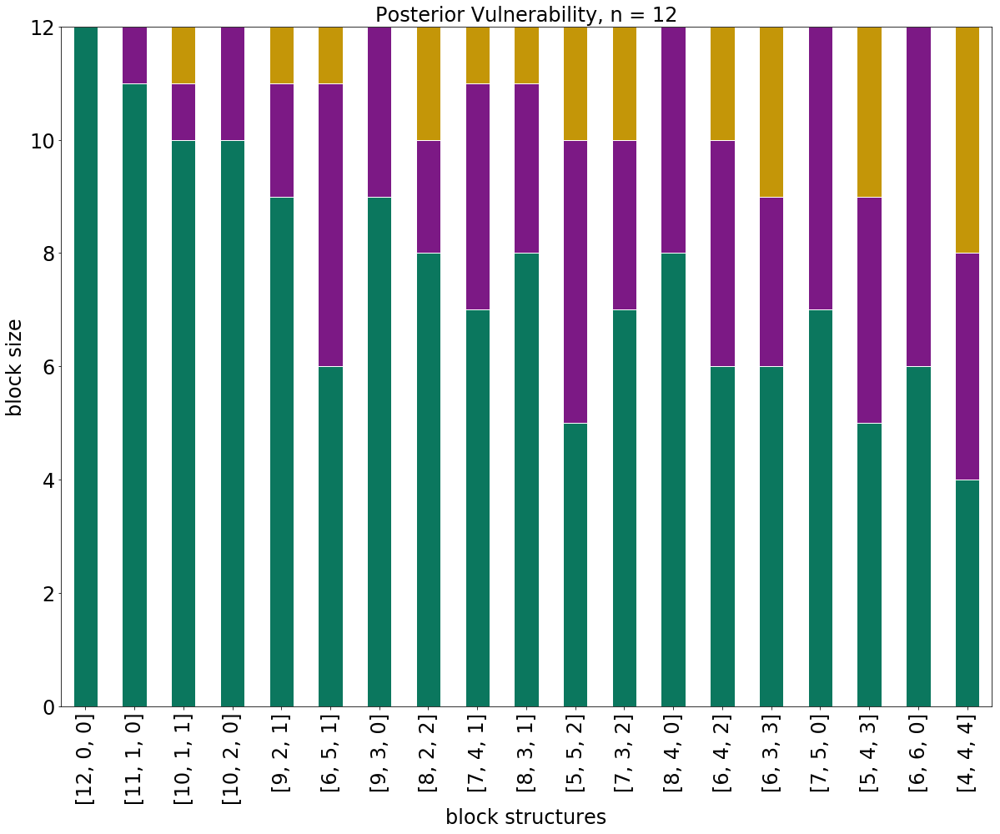 Posterior Vulnerability, n = 12
block size
12
10
8
6
4
2
0
[12, 0, 0]
[11, 1, 0]
[10, 1, 1]
[10, 2, 0]
[9, 2, 1]
[6, 5, 1]
[9, 3, 0]
[8, 2, 2]
[7, 4, 1]
[8, 3, 1]
[5, 5, 2]
[7, 3, 2]
[8, 4, 0]
[6, 4, 2]
[6, 3, 3]
[7, 5, 0]
[5, 4, 3]
[6, 6, 0]
[4, 4, 4]
block structures